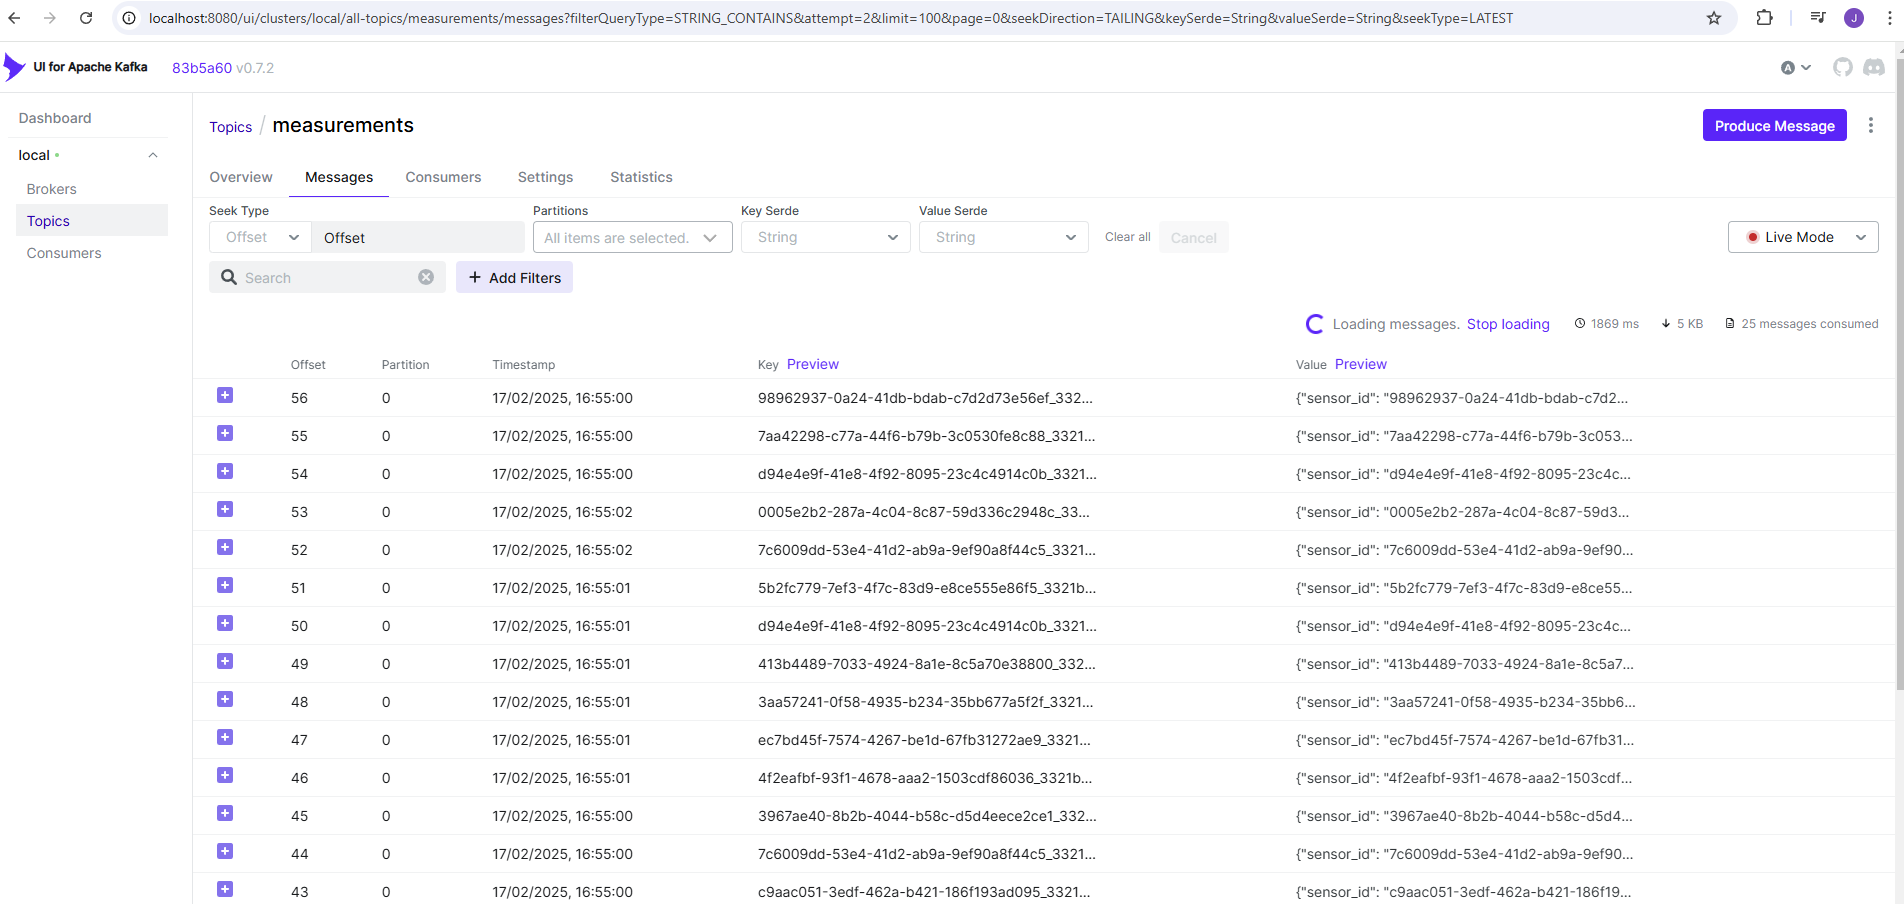 localhost:8080/ui/clusters/local/all-topics/measurements/messages?filterQueryType=STRING_CONTAINS&attempt=2&limit=100&page=0&seekDirection=TAILING&keySerde=String&valueSerde=String&seekType=LATEST
J
UI for Apache Kafka 83b5a60 v0.7.2
A
Dashboard
local
Brokers
Topics
Consumers
Topics / measurements
Produce Message
Overview Messages Consumers Settings Statistics
Seek Type Partitions Key Serde Value Serde
Offset Offset All items are selected. String String Clear all Cancel Live Mode
Search Add Filters
Loading messages. Stop loading 1869 ms 5 KB 25 messages consumed
Offset Partition Timestamp Key Preview Value Preview
56 0 17/02/2025, 16:55:00 98962937-0a24-41db-bdab-c7d2d73e56ef_332... {"sensor_id": "98962937-0a24-41db-bdab-c7d2...
55 0 17/02/2025, 16:55:00 7aa42298-c77a-44f6-b79b-3c0530fe8c88_3321... {"sensor_id": "7aa42298-c77a-44f6-b79b-3c053...
54 0 17/02/2025, 16:55:00 d94e4e9f-41e8-4f92-8095-23c4c4914c0b_3321... {"sensor_id": "d94e4e9f-41e8-4f92-8095-23c4c...
53 0 17/02/2025, 16:55:02 0005e2b2-287a-4c04-8c87-59d336c2948c_33... {"sensor_id": "0005e2b2-287a-4c04-8c87-59d3...
52 0 17/02/2025, 16:55:02 7c6009dd-53e4-41d2-ab9a-9ef90a8f44c5_3321... {"sensor_id": "7c6009dd-53e4-41d2-ab9a-9ef90...
51 0 17/02/2025, 16:55:01 5b2fc779-7ef3-4f7c-83d9-e8ce555e86f5_3321b... {"sensor_id": "5b2fc779-7ef3-4f7c-83d9-e8ce55...
50 0 17/02/2025, 16:55:01 d94e4e9f-41e8-4f92-8095-23c4c4914c0b_3321... {"sensor_id": "d94e4e9f-41e8-4f92-8095-23c4c...
49 0 17/02/2025, 16:55:01 413b4489-7033-4924-8a1e-8c5a70e38800_332... {"sensor_id": "413b4489-7033-4924-8a1e-8c5a7...
48 0 17/02/2025, 16:55:01 3aa57241-0f58-4935-b234-35bb677a5f2f_3321... {"sensor_id": "3aa57241-0f58-4935-b234-35bb6...
47 0 17/02/2025, 16:55:01 ec7bd45f-7574-4267-be1d-67fb31272ae9_3321... {"sensor_id": "ec7bd45f-7574-4267-be1d-67fb31...
46 0 17/02/2025, 16:55:01 4f2eafbf-93f1-4678-aaa2-1503cdf86036_3321b... {"sensor_id": "4f2eafbf-93f1-4678-aaa2-1503cdf...
45 0 17/02/2025, 16:55:00 3967ae40-8b2b-4044-b58c-d5d4eece2ce1_332... {"sensor_id": "3967ae40-8b2b-4044-b58c-d5d4...
44 0 17/02/2025, 16:55:00 7c6009dd-53e4-41d2-ab9a-9ef90a8f44c5_3321... {"sensor_id": "7c6009dd-53e4-41d2-ab9a-9ef90...
43 0 17/02/2025, 16:55:00 c9aac051-3edf-462a-b421-186f193ad095_3321... {"sensor_id": "c9aac051-3edf-462a-b421-186f19...